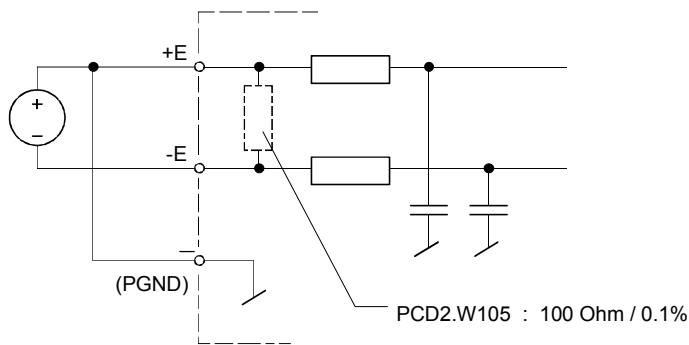 +E
+
−
-E
−
(PGND)
PCD2.W105 : 100 Ohm / 0.1%